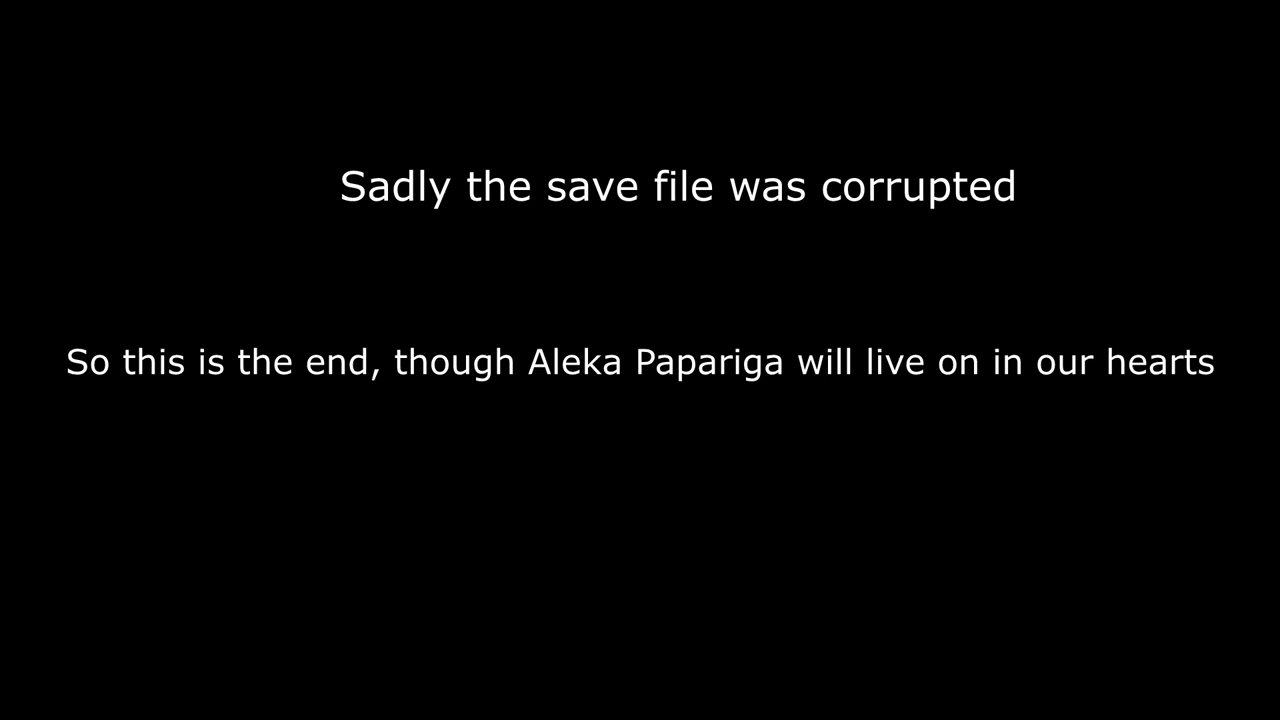 Sadly the save file was corrupted
So this is the end, though Aleka Papariga will live on in our hearts